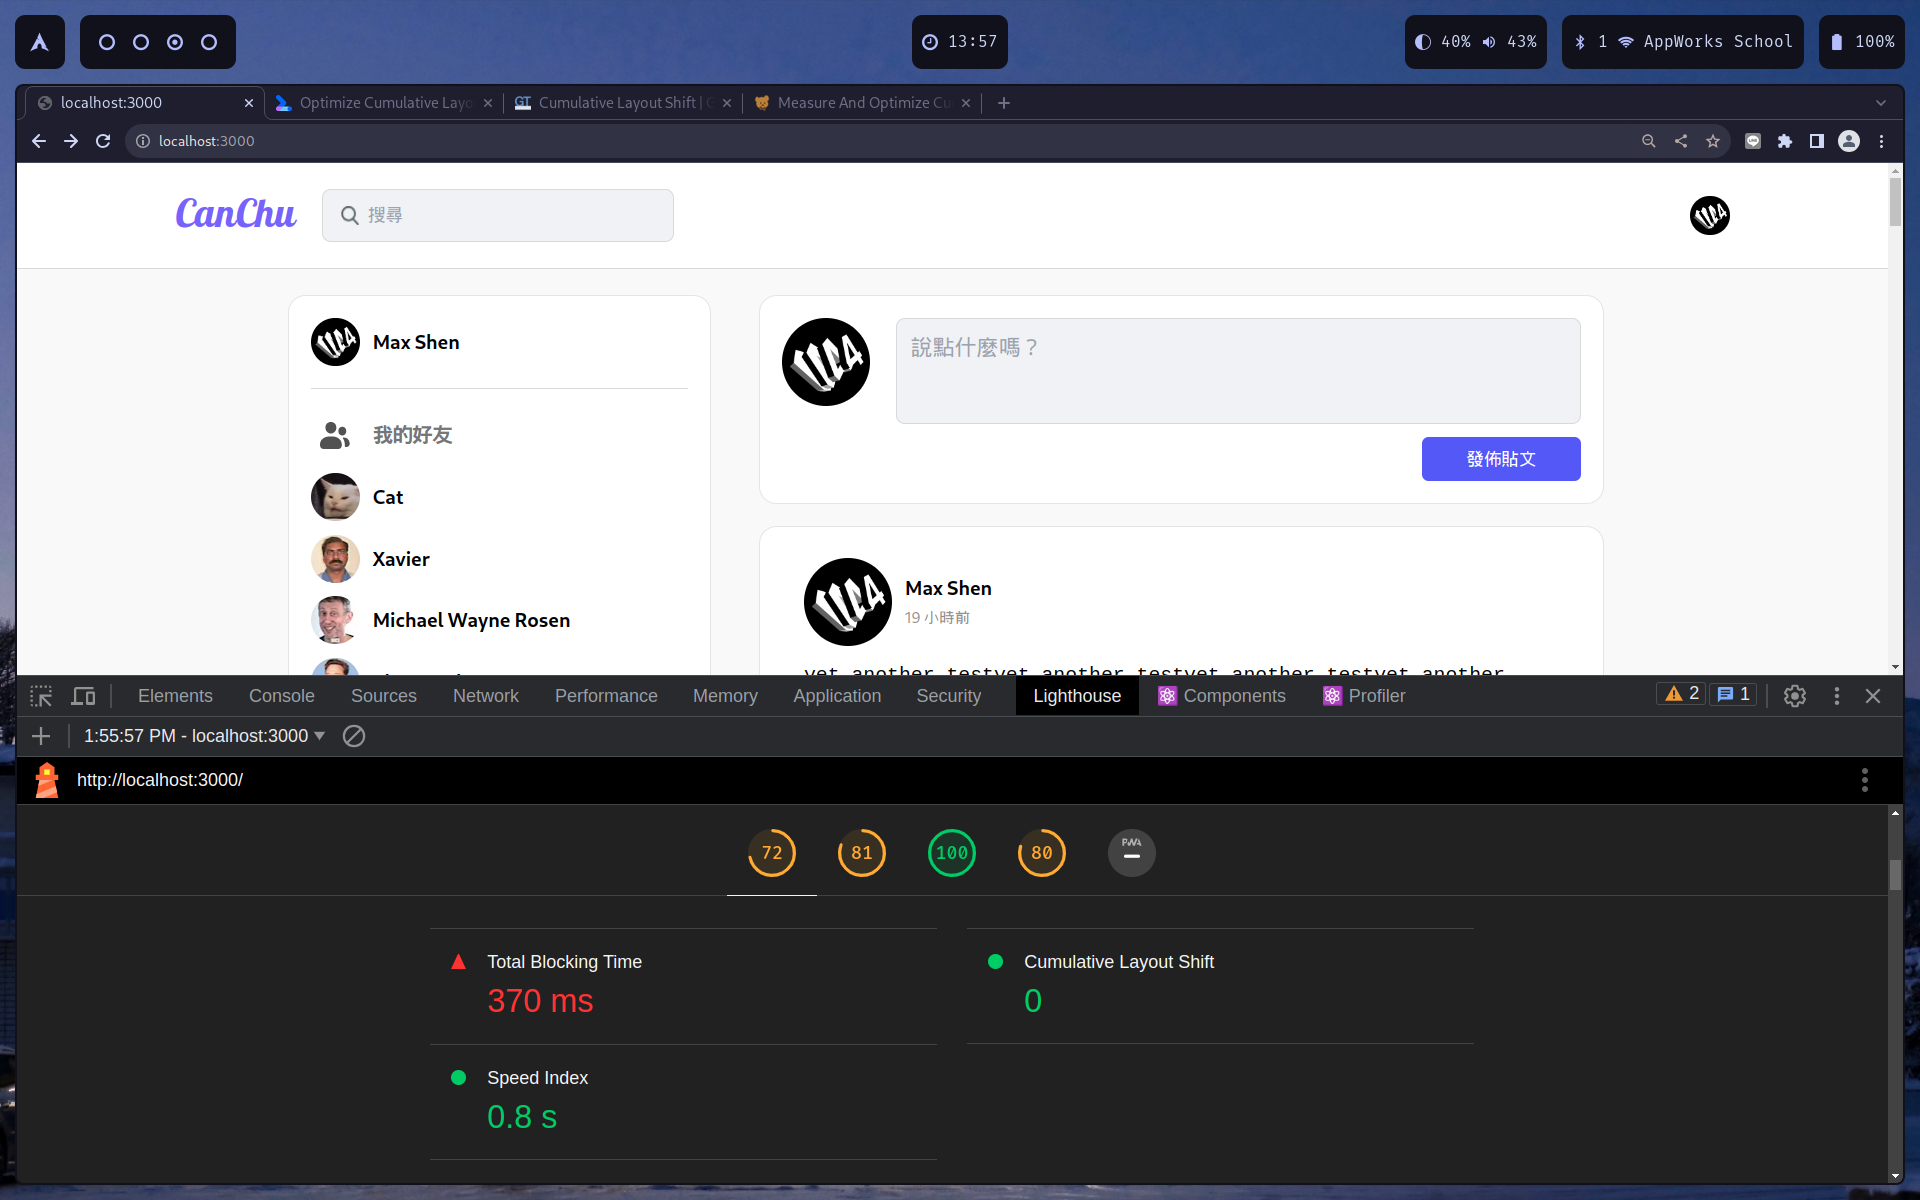 13:57
40% 43%
1 AppWorks School
100%
localhost:3000
Optimize Cumulative Layo
Cumulative Layout Shift |
Measure And Optimize Cu
localhost:3000
CanChu
搜尋
Max Shen
我的好友
Cat
Xavier
Michael Wayne Rosen
說點什麼嗎？
發佈貼文
Max Shen
19 小時前
yet another testyet another testyet another testyet another
Elements Console Sources Network Performance Memory Application Security Lighthouse Components Profiler 2 1
1:55:57 PM - localhost:3000
http://localhost:3000/
72 81 100 80 PWA
Total Blocking Time
370 ms
Cumulative Layout Shift
0
Speed Index
0.8 s